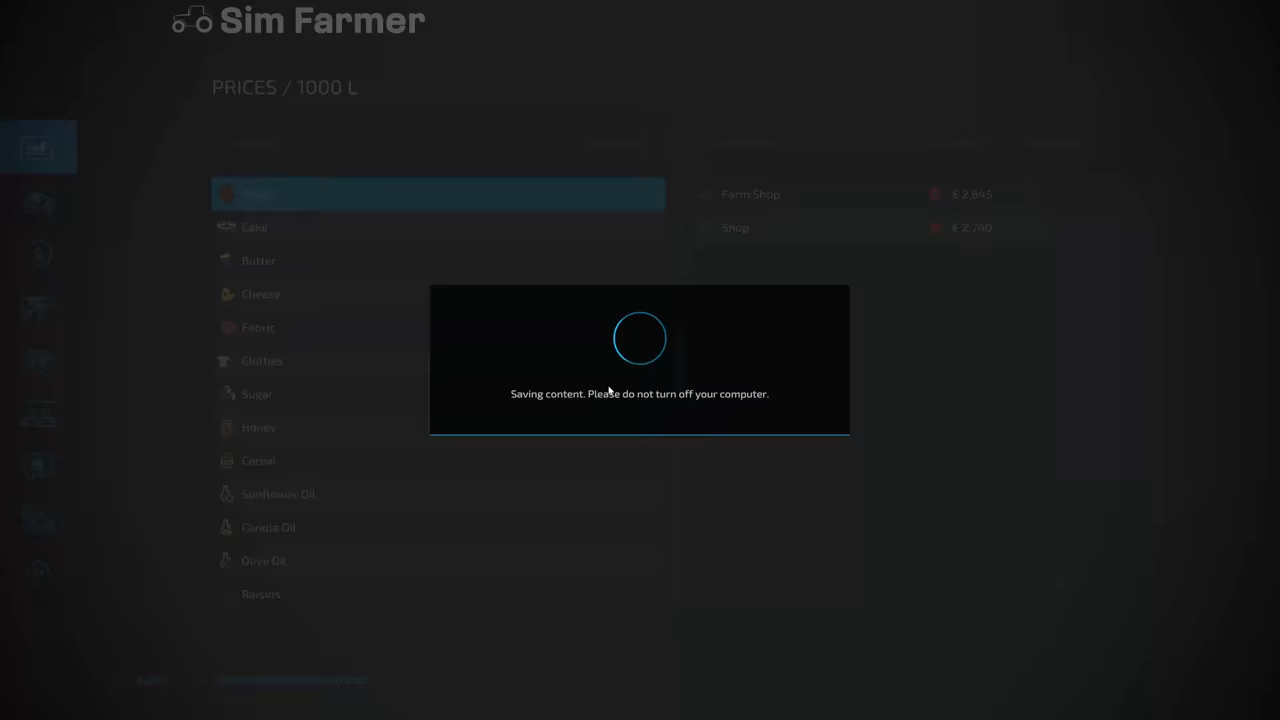 Sim Farmer
PRICES / 1000 L
Farm Shop £ 2,845
Cake
Shop £ 2,740
Butter
Cheese
Fabric
Clothes
Sugar
Saving content. Please do not turn off your computer.
Honey
Cereal
Sunflower Oil
Canola Oil
Olive Oil
Raisins